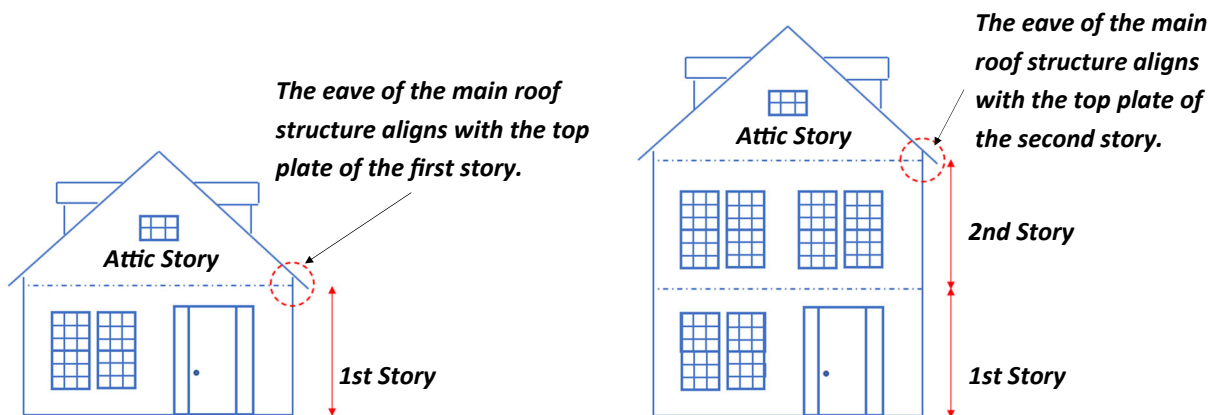 The eave of the main roof
structure aligns with the top
plate of the first story.
Attic Story
1st Story
The eave of the main
roof structure aligns
with the top plate of
the second story.
Attic Story
2nd Story
1st Story